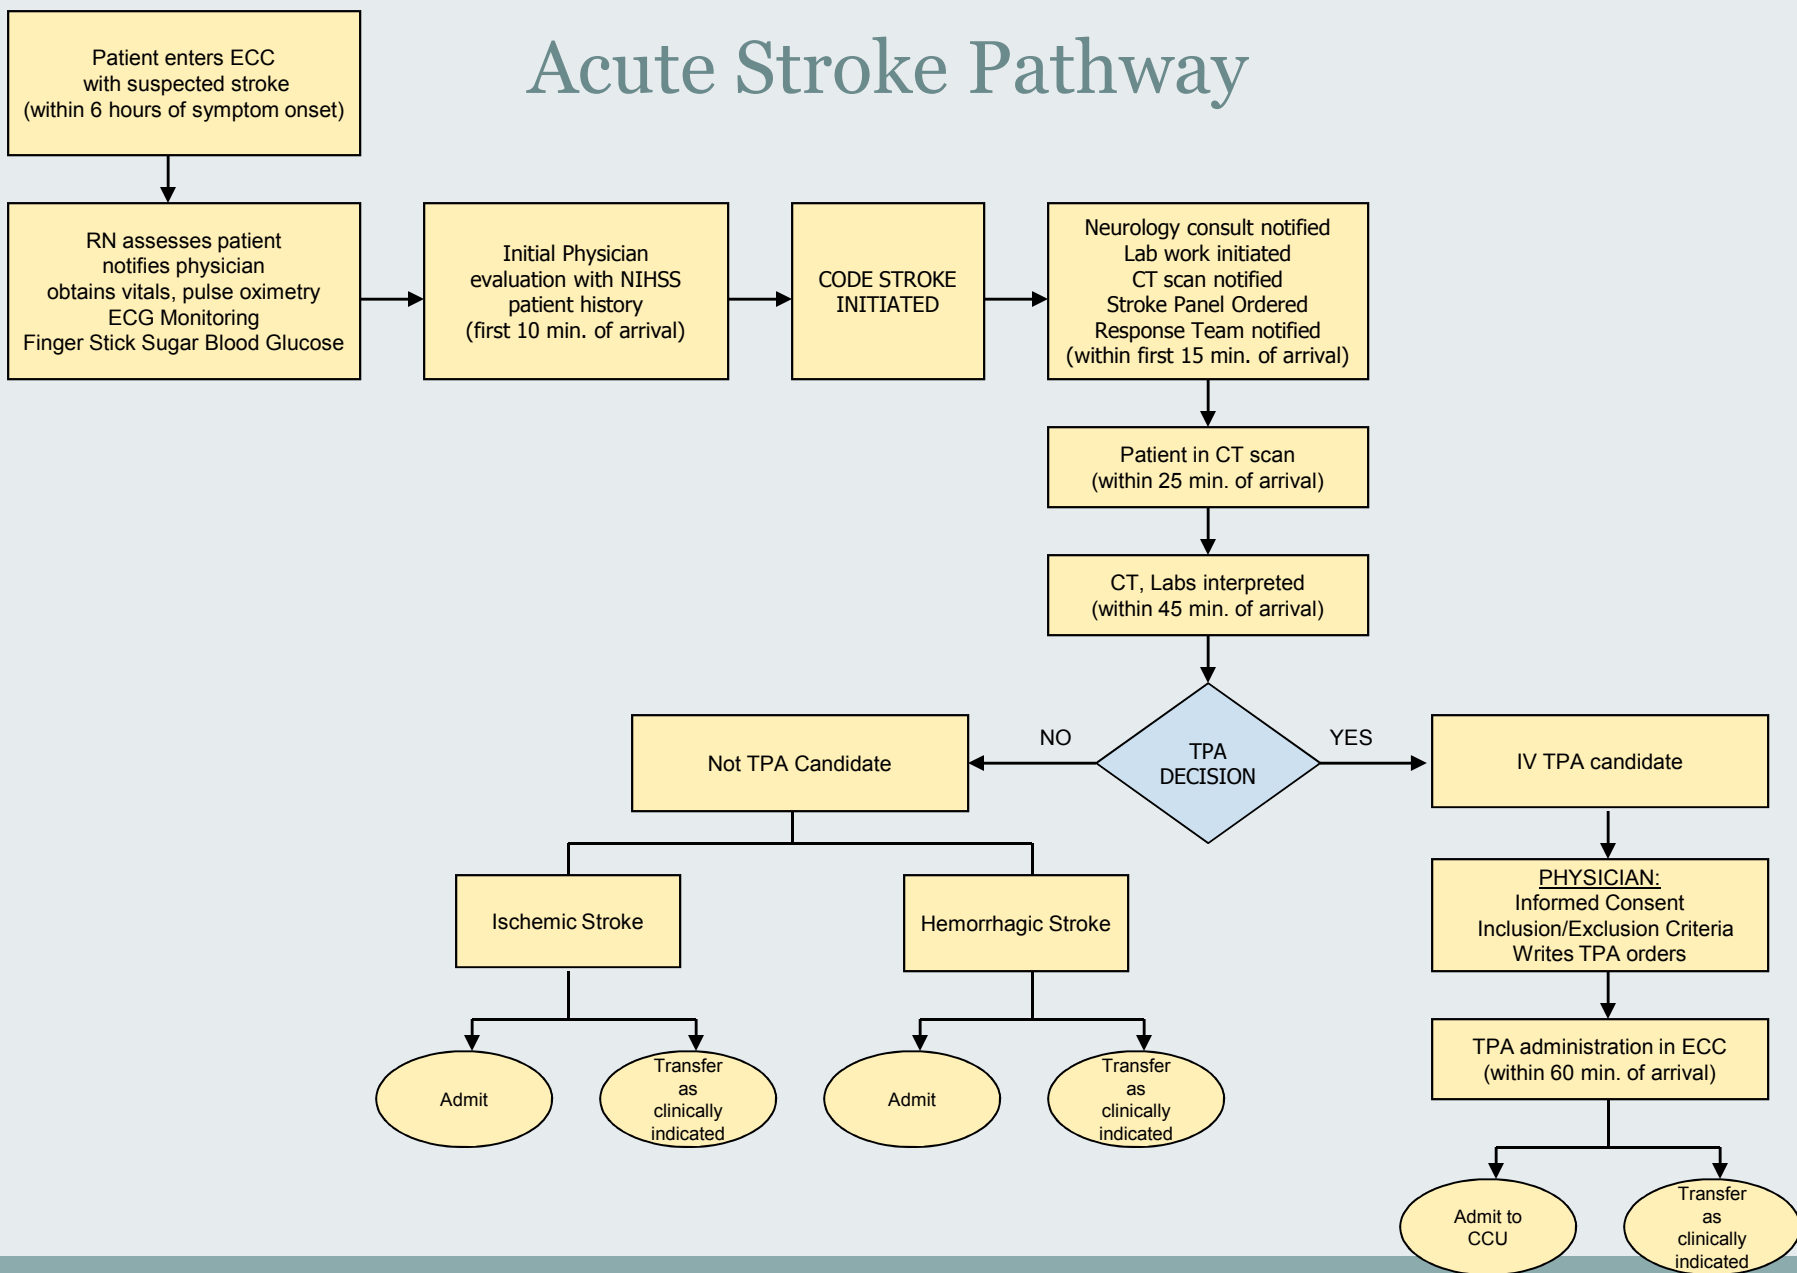 Acute Stroke Pathway
Patient enters ECC
with suspected stroke
(within 6 hours of symptom onset)
RN assesses patient
notifies physician
obtains vitals, pulse oximetry
ECG Monitoring
Finger Stick Sugar Blood Glucose
Initial Physician
evaluation with NIHSS
patient history
(first 10 min. of arrival)
CODE STROKE
INITIATED
Neurology consult notified
Lab work initiated
CT scan notified
Stroke Panel Ordered
Response Team notified
(within first 15 min. of arrival)
Patient in CT scan
(within 25 min. of arrival)
CT, Labs interpreted
(within 45 min. of arrival)
TPA
DECISION
NO
YES
Not TPA Candidate
IV TPA candidate
Ischemic Stroke
Hemorrhagic Stroke
PHYSICIAN:
Informed Consent
Inclusion/Exclusion Criteria
Writes TPA orders
TPA administration in ECC
(within 60 min. of arrival)
Admit
Transfer
as
clinically
indicated
Admit
Transfer
as
clinically
indicated
Admit to
CCU
Transfer
as
clinically
indicated